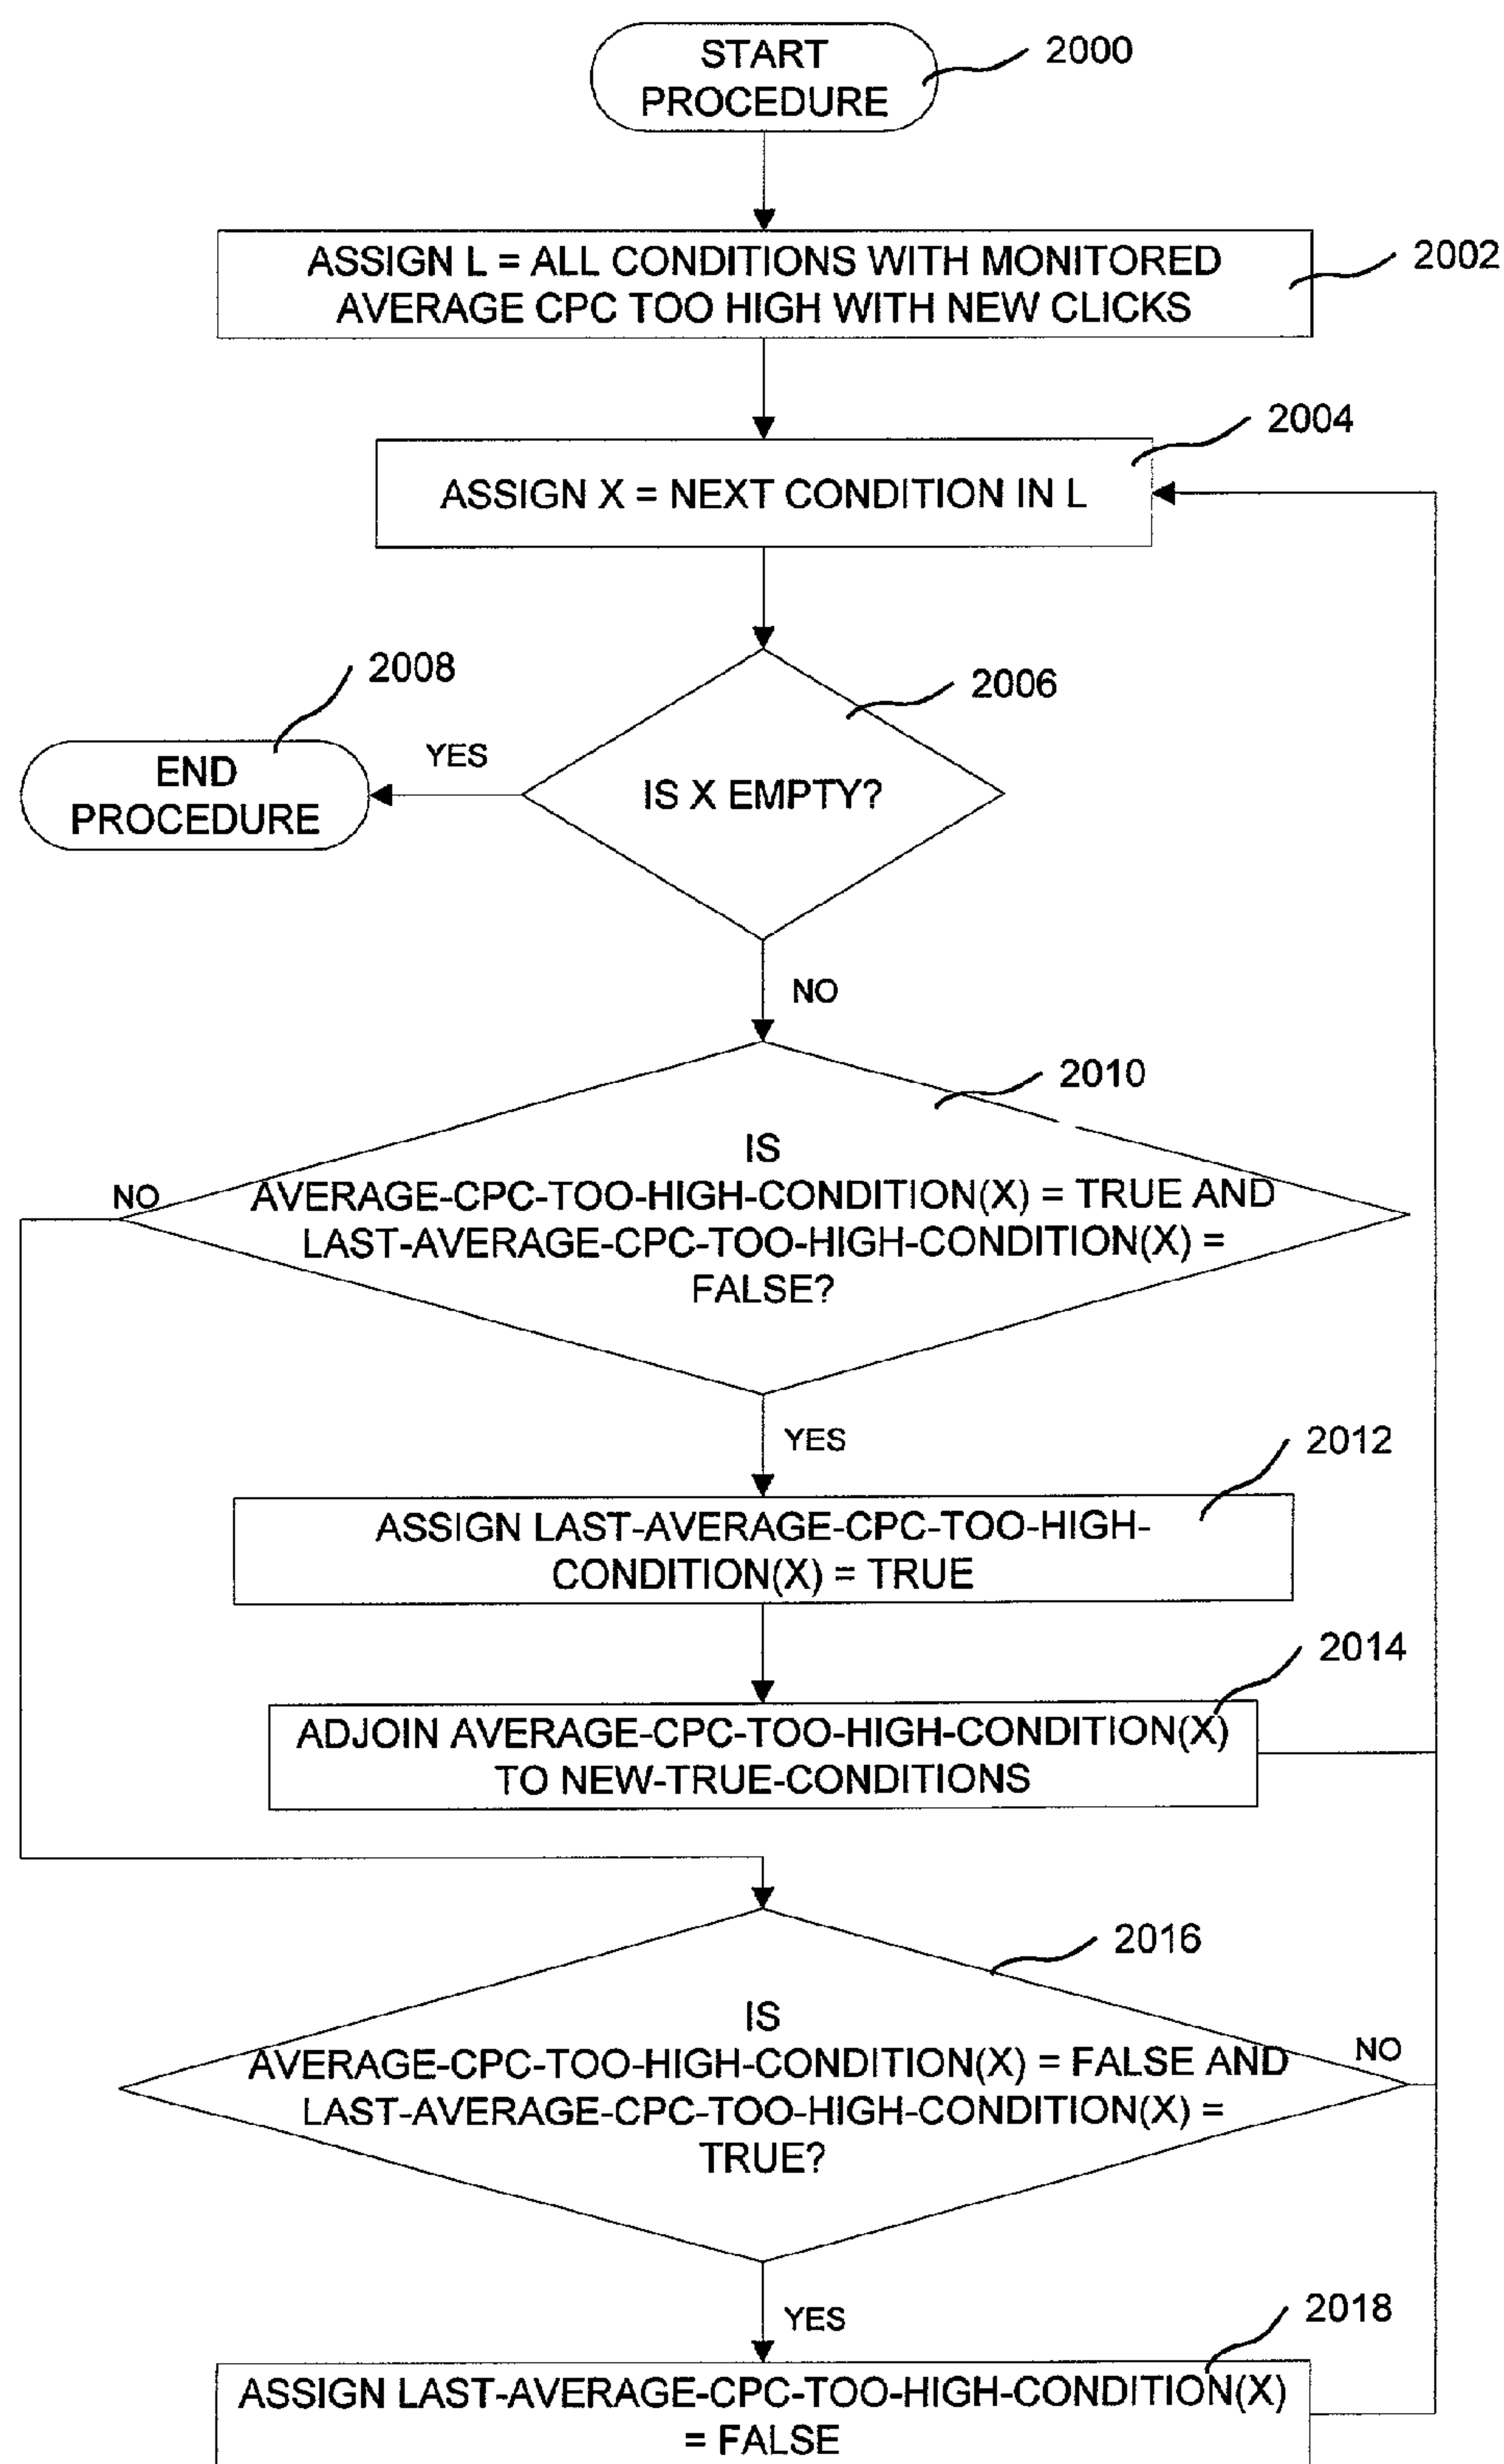 START
PROCEDURE
2000
ASSIGN L = ALL CONDITIONS WITH MONITORED
AVERAGE CPC TOO HIGH WITH NEW CLICKS
2002
2004
ASSIGN X = NEXT CONDITION IN L
2008
2006
END
PROCEDURE
YES
IS X EMPTY?
NO
2010
NO
IS
AVERAGE-CPC-TOO-HIGH-CONDITION(X) = TRUE AND
LAST-AVERAGE-CPC-TOO-HIGH-CONDITION(X) =
FALSE?
YES
2012
ASSIGN LAST-AVERAGE-CPC-TOO-HIGH-
CONDITION(X) = TRUE
2014
ADJOIN AVERAGE-CPC-TOO-HIGH-CONDITION(X)
TO NEW-TRUE-CONDITIONS
2016
IS
AVERAGE-CPC-TOO-HIGH-CONDITION(X) = FALSE AND
LAST-AVERAGE-CPC-TOO-HIGH-CONDITION(X) =
TRUE?
NO
YES
2018
ASSIGN LAST-AVERAGE-CPC-TOO-HIGH-CONDITION(X)
= FALSE